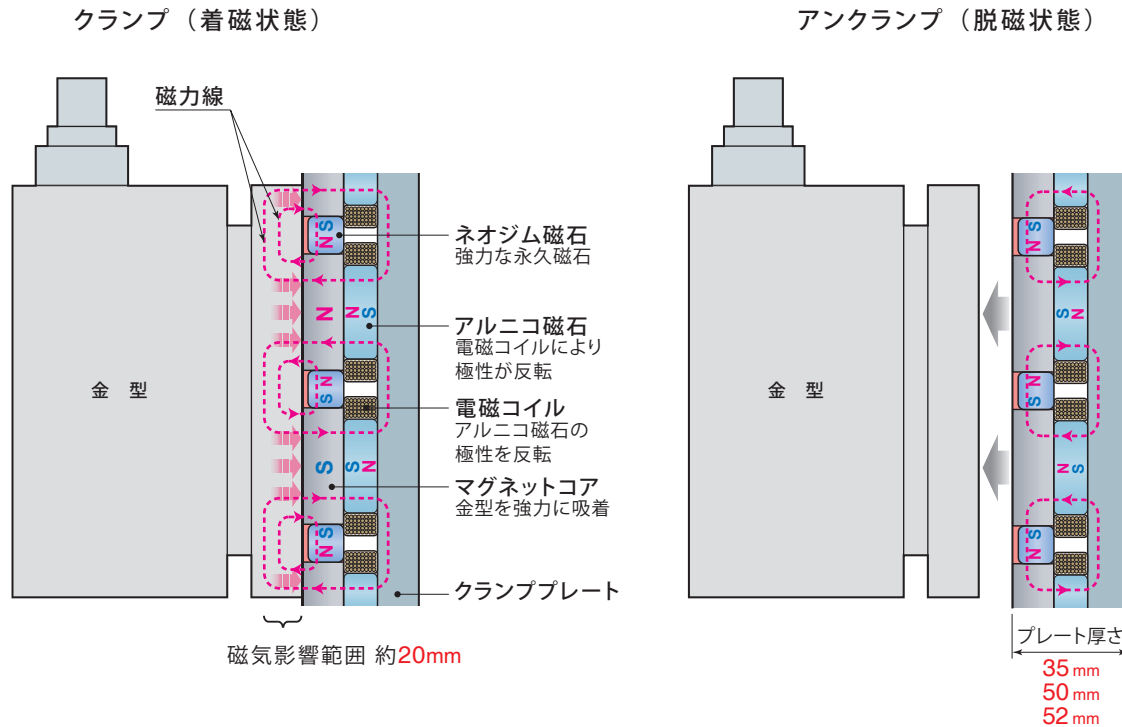 クランプ（着磁状態）
アンクランプ（脱磁状態）
磁力線
S
N
ネオジム磁石
強力な永久磁石
N
N
S
アルニコ磁石
電磁コイルにより
極性が反転
金 型
N
S
電磁コイル
アルニコ磁石の
極性を反転
S
S
N
マグネットコア
金型を強力に吸着
S
N
クランププレート
磁気影響範囲 約20mm
金 型
S
N
S
N
N
S
N
S
S
N
プレート厚さ
35mm
50mm
52mm